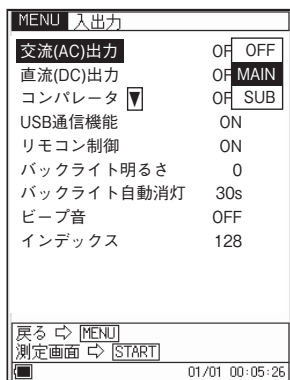 MENU 入出力
交流(AC)出力 OF OFF
直流(DC)出力 OF MAIN
コンパレータ▼ OF SUB
USB通信機能 ON
リモコン制御 ON
バックライト明るさ 0
バックライト自動消灯 30s
ビープ音 OFF
インデックス 128
戻る ⇨ MENU
測定画面 ⇨ START
01/01 00:05:26